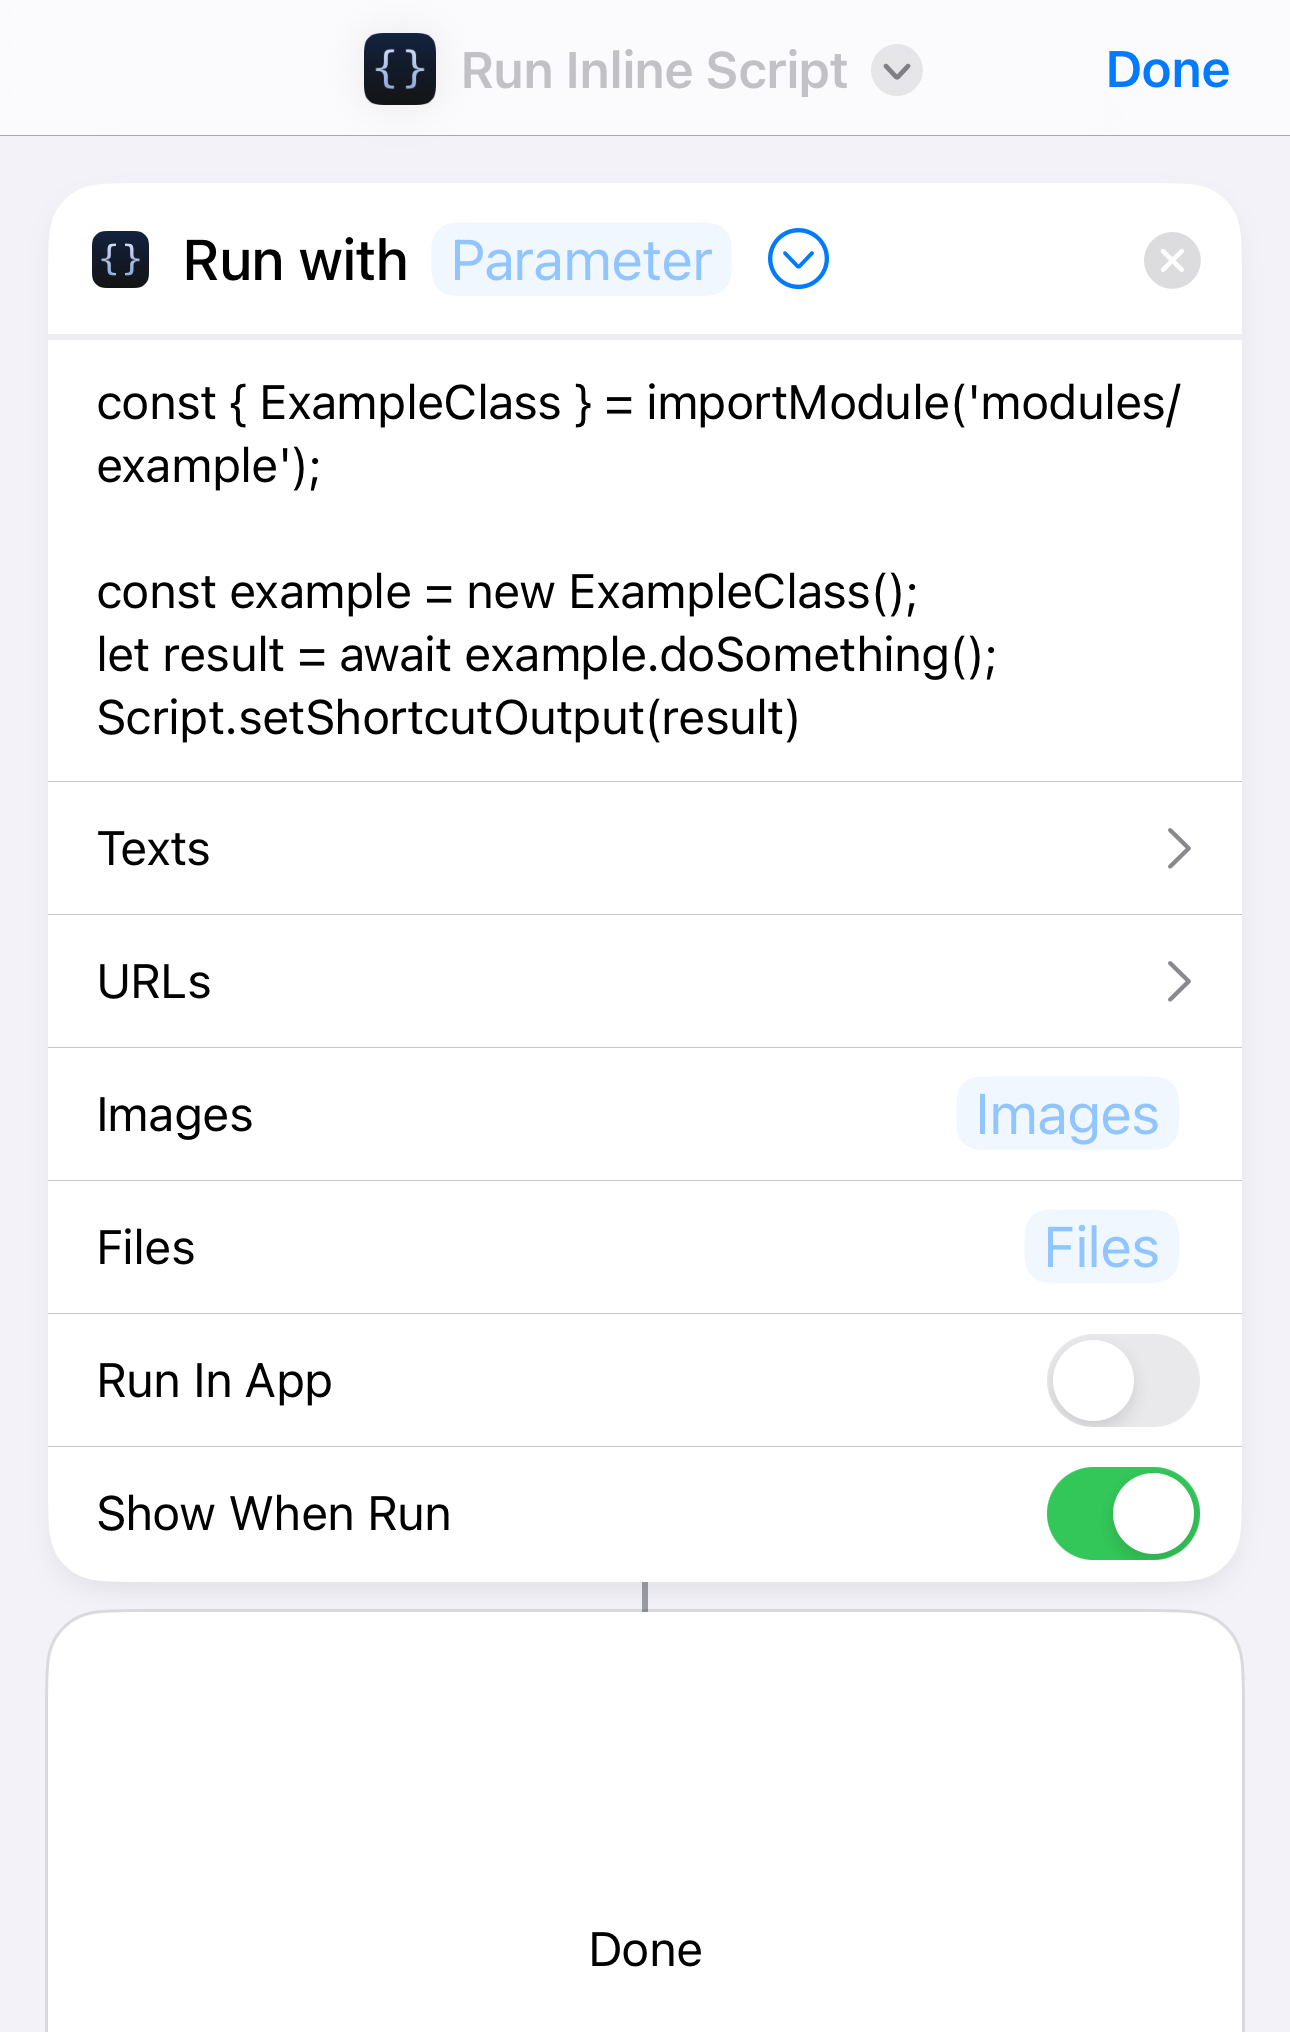 {} Run Inline Script Done
{} Run with Parameter
const { ExampleClass } = importModule('modules/
example');

const example = new ExampleClass();
let result = await example.doSomething();
Script.setShortcutOutput(result)
Texts
URLs
Images Images
Files Files
Run In App
Show When Run
Done